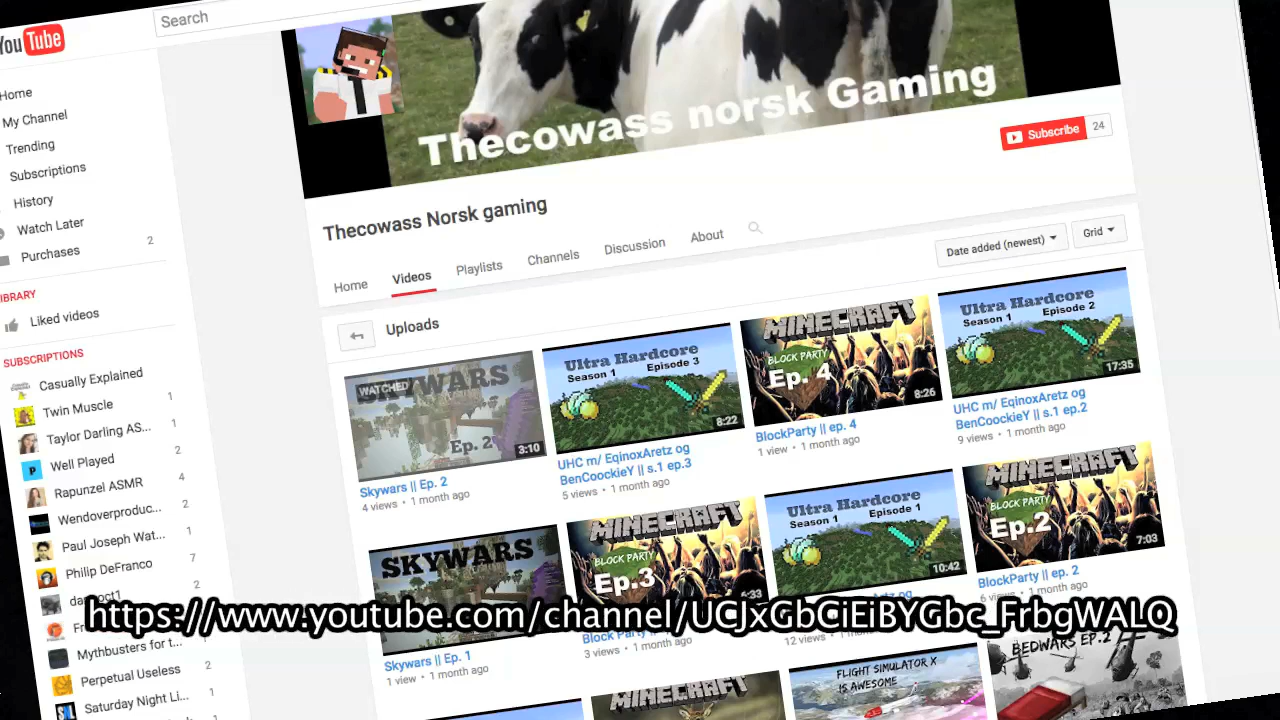 YouTube
Search
Home
My Channel
Trending
Subscriptions
History
Watch Later
Purchases 2
LIBRARY
Liked videos
SUBSCRIPTIONS
Casually Explained
Twin Muscle 1
Taylor Darling AS... 1
Well Played 2
Rapunzel ASMR 4
Wendoverproduc... 2
Paul Joseph Wat... 1
Philip DeFranco 7
2
Mythbusters for t...
Perpetual Useless 2
Saturday Night Li...
Thecowass norsk Gaming
Subscribe 24
Thecowass Norsk gaming
Home Videos Playlists Channels Discussion About
Date added (newest) Grid
Uploads
WATCHED
SKYWARS
Ep. 2
3:10
Skywars || Ep. 2
4 views • 1 month ago
Ultra Hardcore
Season 1 Episode 3
8:22
UHC m/ EqinoxAretz og
BenCoockieY || s.1 ep.3
5 views • 1 month ago
MINECRAFT
BLOCK PARTY
Ep. 4
8:26
BlockParty || ep. 4
1 view • 1 month ago
Ultra Hardcore
Season 1 Episode 2
17:35
UHC m/ EqinoxAretz og
BenCoockieY || s.1 ep.2
9 views • 1 month ago
SKYWARS
Skywars || Ep. 1
1 view • 1 month ago
MINECRAFT
BLOCK PARTY
Ep.3
Block Party || ep. 3
3 views • 1 month ago
Ultra Hardcore
Season 1 Episode 1
10:42
12 views • 1 month ago
MINECRAFT
BLOCK PARTY
Ep.2
7:03
BlockParty || ep. 2
6 views • 1 month ago
https://www.youtube.com/channel/UCJxGbCiEiBYGbc_FrbgWALQ
MINECRAFT
FLIGHT SIMULATOR X
IS AWESOME
BEDWARS EP.2